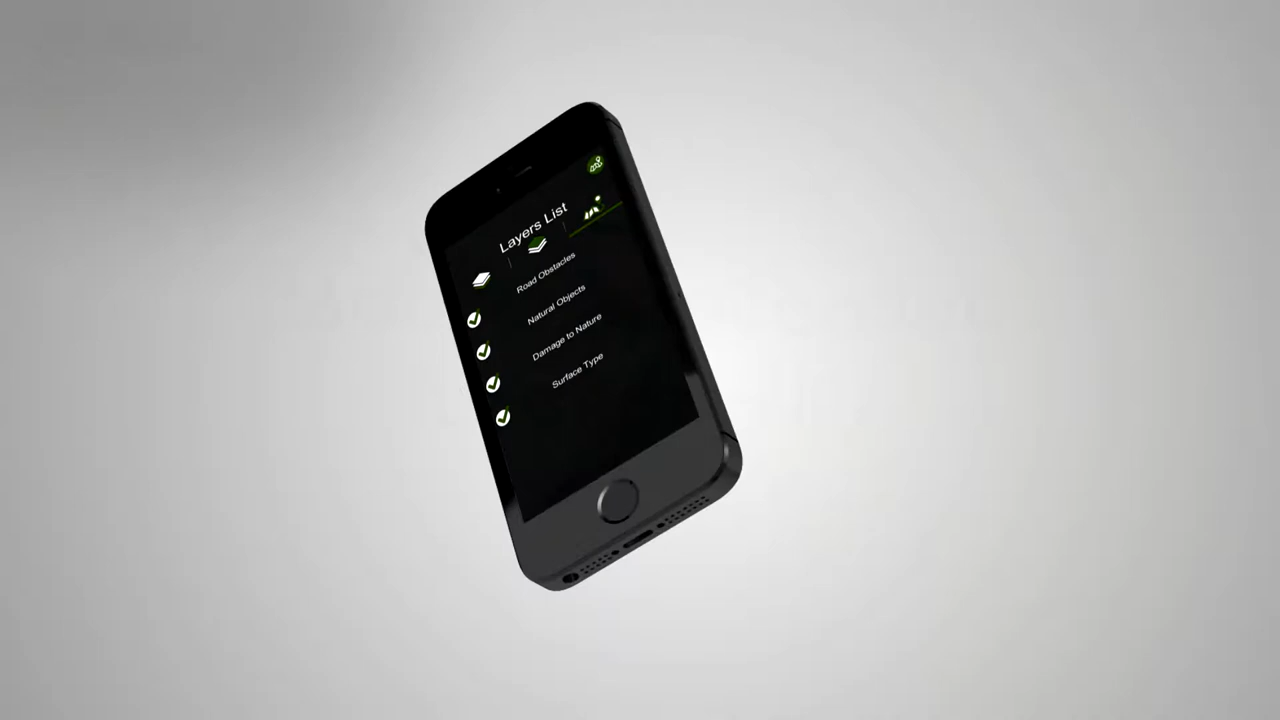 Layers List
Road Obstacles
Natural Objects
Damage to Nature
Surface Type